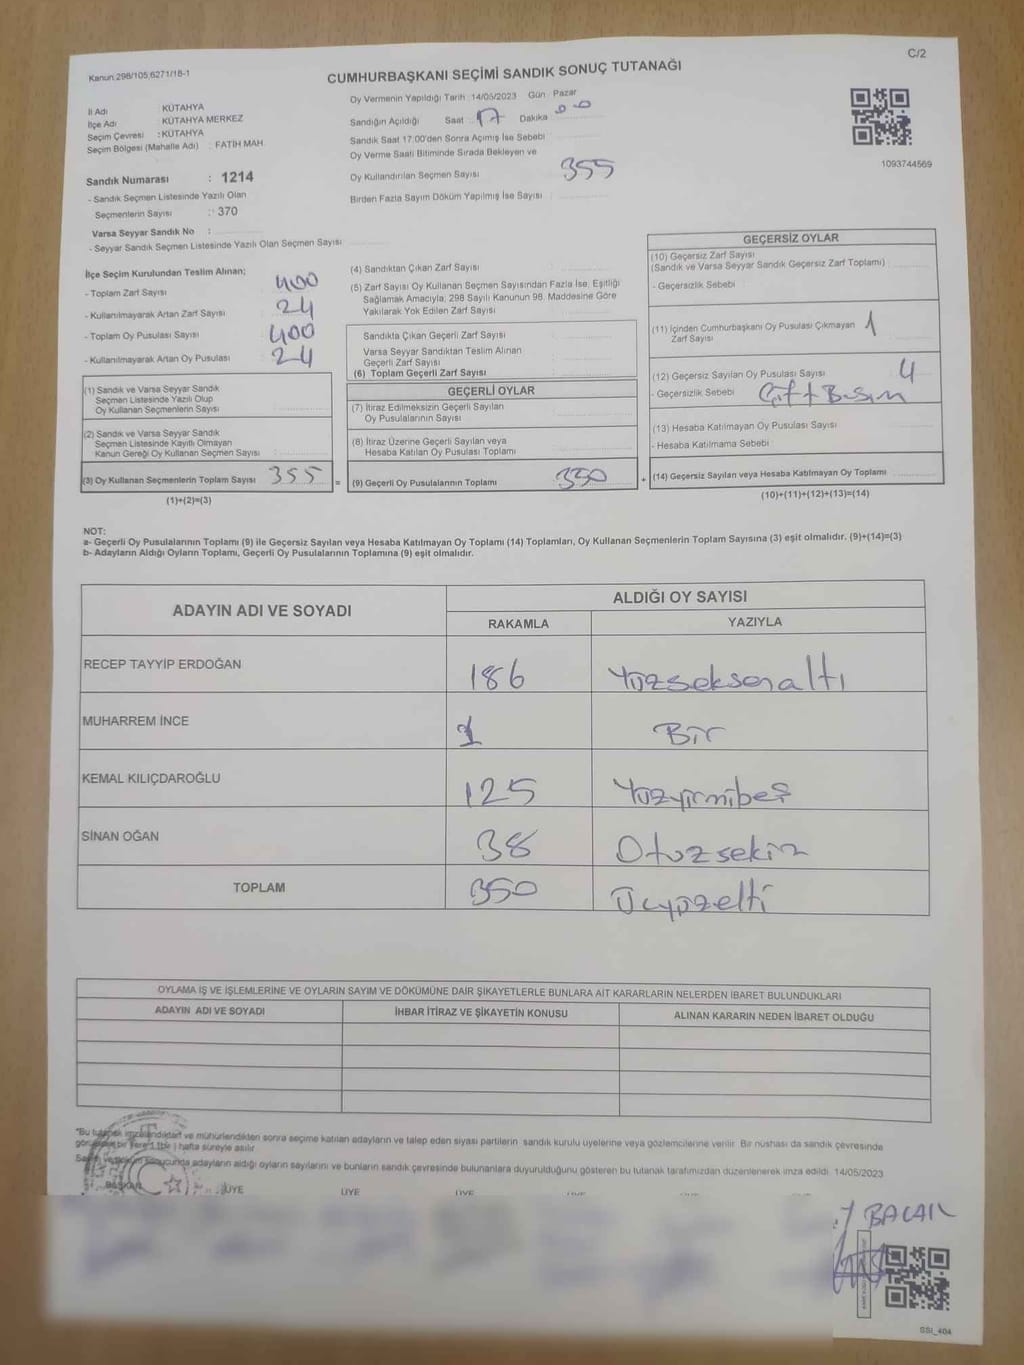 C/2
Kanun:298/105;6271/18-1
CUMHURBAŞKANI SEÇİMİ SANDIK SONUÇ TUTANAĞI
İl Adı : KÜTAHYA
İlçe Adı : KÜTAHYA MERKEZ
Seçim Çevresi : KÜTAHYA
Seçim Bölgesi (Mahalle Adı) : FATİH MAH.
Sandık Numarası : 1214
- Sandık Seçmen Listesinde Yazılı Olan
Seçmenlerin Sayısı : 370
Varsa Seyyar Sandık No :
- Seyyar Sandık Seçmen Listesinde Yazılı Olan Seçmen Sayısı
Oy Vermenin Yapıldığı Tarih :14/05/2023 Gün : Pazar
Sandığın Açıldığı Saat : 17 Dakika : 00
Sandık Saat 17:00'den Sonra Açılmış İse Sebebi :
Oy Verme Saati Bitiminde Sırada Bekleyen ve
Oy Kullandırılan Seçmen Sayısı 355
Birden Fazla Sayım Döküm Yapılmış İse Sayısı :
1093744569
İlçe Seçim Kurulundan Teslim Alınan;
- Toplam Zarf Sayısı : 400
- Kullanılmayarak Artan Zarf Sayısı : 24
- Toplam Oy Pusulası Sayısı : 400
- Kullanılmayarak Artan Oy Pusulası : 24
(1) Sandık ve Varsa Seyyar Sandık
Seçmen Listesinde Yazılı Olup
Oy Kullanan Seçmenlerin Sayısı :
(2) Sandık ve Varsa Seyyar Sandık
Seçmen Listesinde Kayıtlı Olmayan
Kanun Gereği Oy Kullanan Seçmen Sayısı :
(3) Oy Kullanan Seçmenlerin Toplam Sayısı : 355 =
(1)+(2)=(3)
(4) Sandıktan Çıkan Zarf Sayısı :
(5) Zarf Sayısı Oy Kullanan Seçmen Sayısından Fazla İse, Eşitliği
Sağlamak Amacıyla, 298 Sayılı Kanunun 98. Maddesine Göre
Yakılarak Yok Edilen Zarf Sayısı :
Sandıkta Çıkan Geçerli Zarf Sayısı :
Varsa Seyyar Sandıktan Teslim Alınan
Geçerli Zarf Sayısı :
(6) Toplam Geçerli Zarf Sayısı :
GEÇERLİ OYLAR
(7) İtiraz Edilmeksizin Geçerli Sayılan
Oy Pusulalarının Sayısı :
(8) İtiraz Üzerine Geçerli Sayılan veya
Hesaba Katılan Oy Pusulası Toplamı :
(9) Geçerli Oy Pusulalarının Toplamı : 350 +
GEÇERSİZ OYLAR
(10) Geçersiz Zarf Sayısı
(Sandık ve Varsa Seyyar Sandık Geçersiz Zarf Toplamı) :
- Geçersizlik Sebebi :
(11) İçinden Cumhurbaşkanı Oy Pusulası Çıkmayan 1
Zarf Sayısı
(12) Geçersiz Sayılan Oy Pusulası Sayısı : 4
- Geçersizlik Sebebi : Çift Basım
(13) Hesaba Katılmayan Oy Pusulası Sayısı :
- Hesaba Katılmama Sebebi :
(14) Geçersiz Sayılan veya Hesaba Katılmayan Oy Toplamı :
(10)+(11)+(12)+(13)=(14)
NOT:
a- Geçerli Oy Pusulalarının Toplamı (9) ile Geçersiz Sayılan veya Hesaba Katılmayan Oy Toplamı (14) Toplamları, Oy Kullanan Seçmenlerin Toplam Sayısına (3) eşit olmalıdır. (9)+(14)=(3)
b- Adayların Aldığı Oyların Toplamı, Geçerli Oy Pusulalarının Toplamına (9) eşit olmalıdır.
ADAYIN ADI VE SOYADI ALDIĞI OY SAYISI
RAKAMLA YAZIYLA
RECEP TAYYİP ERDOĞAN 186 Yüzseksenaltı
MUHARREM İNCE 1 Bir
KEMAL KILIÇDAROĞLU 125 Yüzyirmibeş
SİNAN OĞAN 38 Otuzsekiz
TOPLAM 350 Üçyüzelli
OYLAMA İŞ VE İŞLEMLERİNE VE OYLARIN SAYIM VE DÖKÜMÜNE DAİR ŞİKAYETLERLE BUNLARA AİT KARARLARIN NELERDEN İBARET BULUNDUKLARI
ADAYIN ADI VE SOYADI İHBAR İTİRAZ VE ŞİKAYETİN KONUSU ALINAN KARARIN NEDEN İBARET OLDUĞU
*Bu tutanak imzalandıktan ve mühürlendikten sonra seçime katılan adayların ve talep eden siyasi partilerin sandık kurulu üyelerine veya gözlemcilerine verilir. Bir nüshası da sandık çevresinde
görülebilen bir yere 1 (bir) hafta süreyle asılır.
Sayım ve döküm sonucunda adayların aldığı oyların sayılarını ve bunların sandık çevresinde bulunanlara duyurulduğunu gösteren bu tutanak tarafımızdan düzenlenerek imza edildi. 14/05/2023
BAŞKAN ÜYE ÜYE ÜYE
SSİ_404